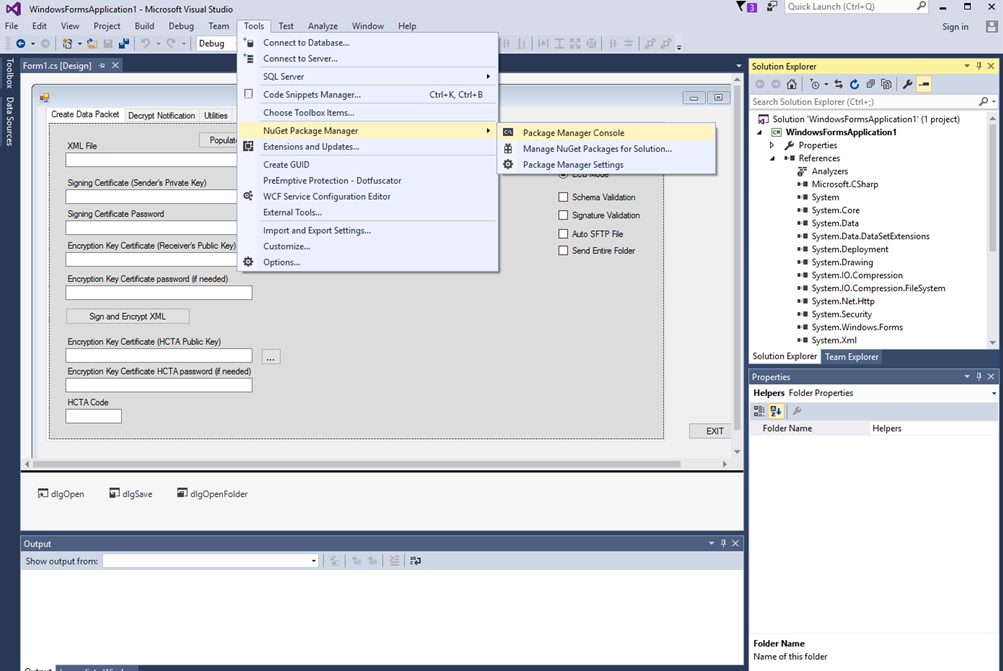 WindowsFormsApplication1 - Microsoft Visual Studio
3
Quick Launch (Ctrl+Q)
File Edit View Project Build Debug Team Tools Test Analyze Window Help
Sign in
Debug
Toolbox
Data Sources
Form1.cs [Design]
Create Data Packet Decrypt Notification Utilities
XML File
Signing Certificate (Sender's Private Key)
Signing Certificate Password
Encryption Key Certificate (Receiver's Public Key)
Encryption Key Certificate password (if needed)
Sign and Encrypt XML
Encryption Key Certificate (HCTA Public Key)
...
Encryption Key Certificate HCTA password (if needed)
HCTA Code
Schema Validation
Signature Validation
Auto SFTP File
Send Entire Folder
EXIT
Connect to Database...
Connect to Server...
SQL Server
Code Snippets Manager... Ctrl+K, Ctrl+B
Choose Toolbox Items...
NuGet Package Manager
Extensions and Updates...
Create GUID
PreEmptive Protection - Dotfuscator
WCF Service Configuration Editor
External Tools...
Import and Export Settings...
Customize...
Options...
Package Manager Console
Manage NuGet Packages for Solution...
Package Manager Settings
dlgOpen dlgSave dlgOpenFolder
Output
Show output from:
Solution Explorer
Search Solution Explorer (Ctrl+;)
Solution 'WindowsFormsApplication1' (1 project)
WindowsFormsApplication1
Properties
References
Analyzers
Microsoft.CSharp
System
System.Core
System.Data
System.Data.DataSetExtensions
System.Deployment
System.Drawing
System.IO.Compression
System.IO.Compression.FileSystem
System.Net.Http
System.Security
System.Windows.Forms
System.Xml
Solution Explorer Team Explorer
Properties
Helpers Folder Properties
Folder Name Helpers
Folder Name
Name of this folder